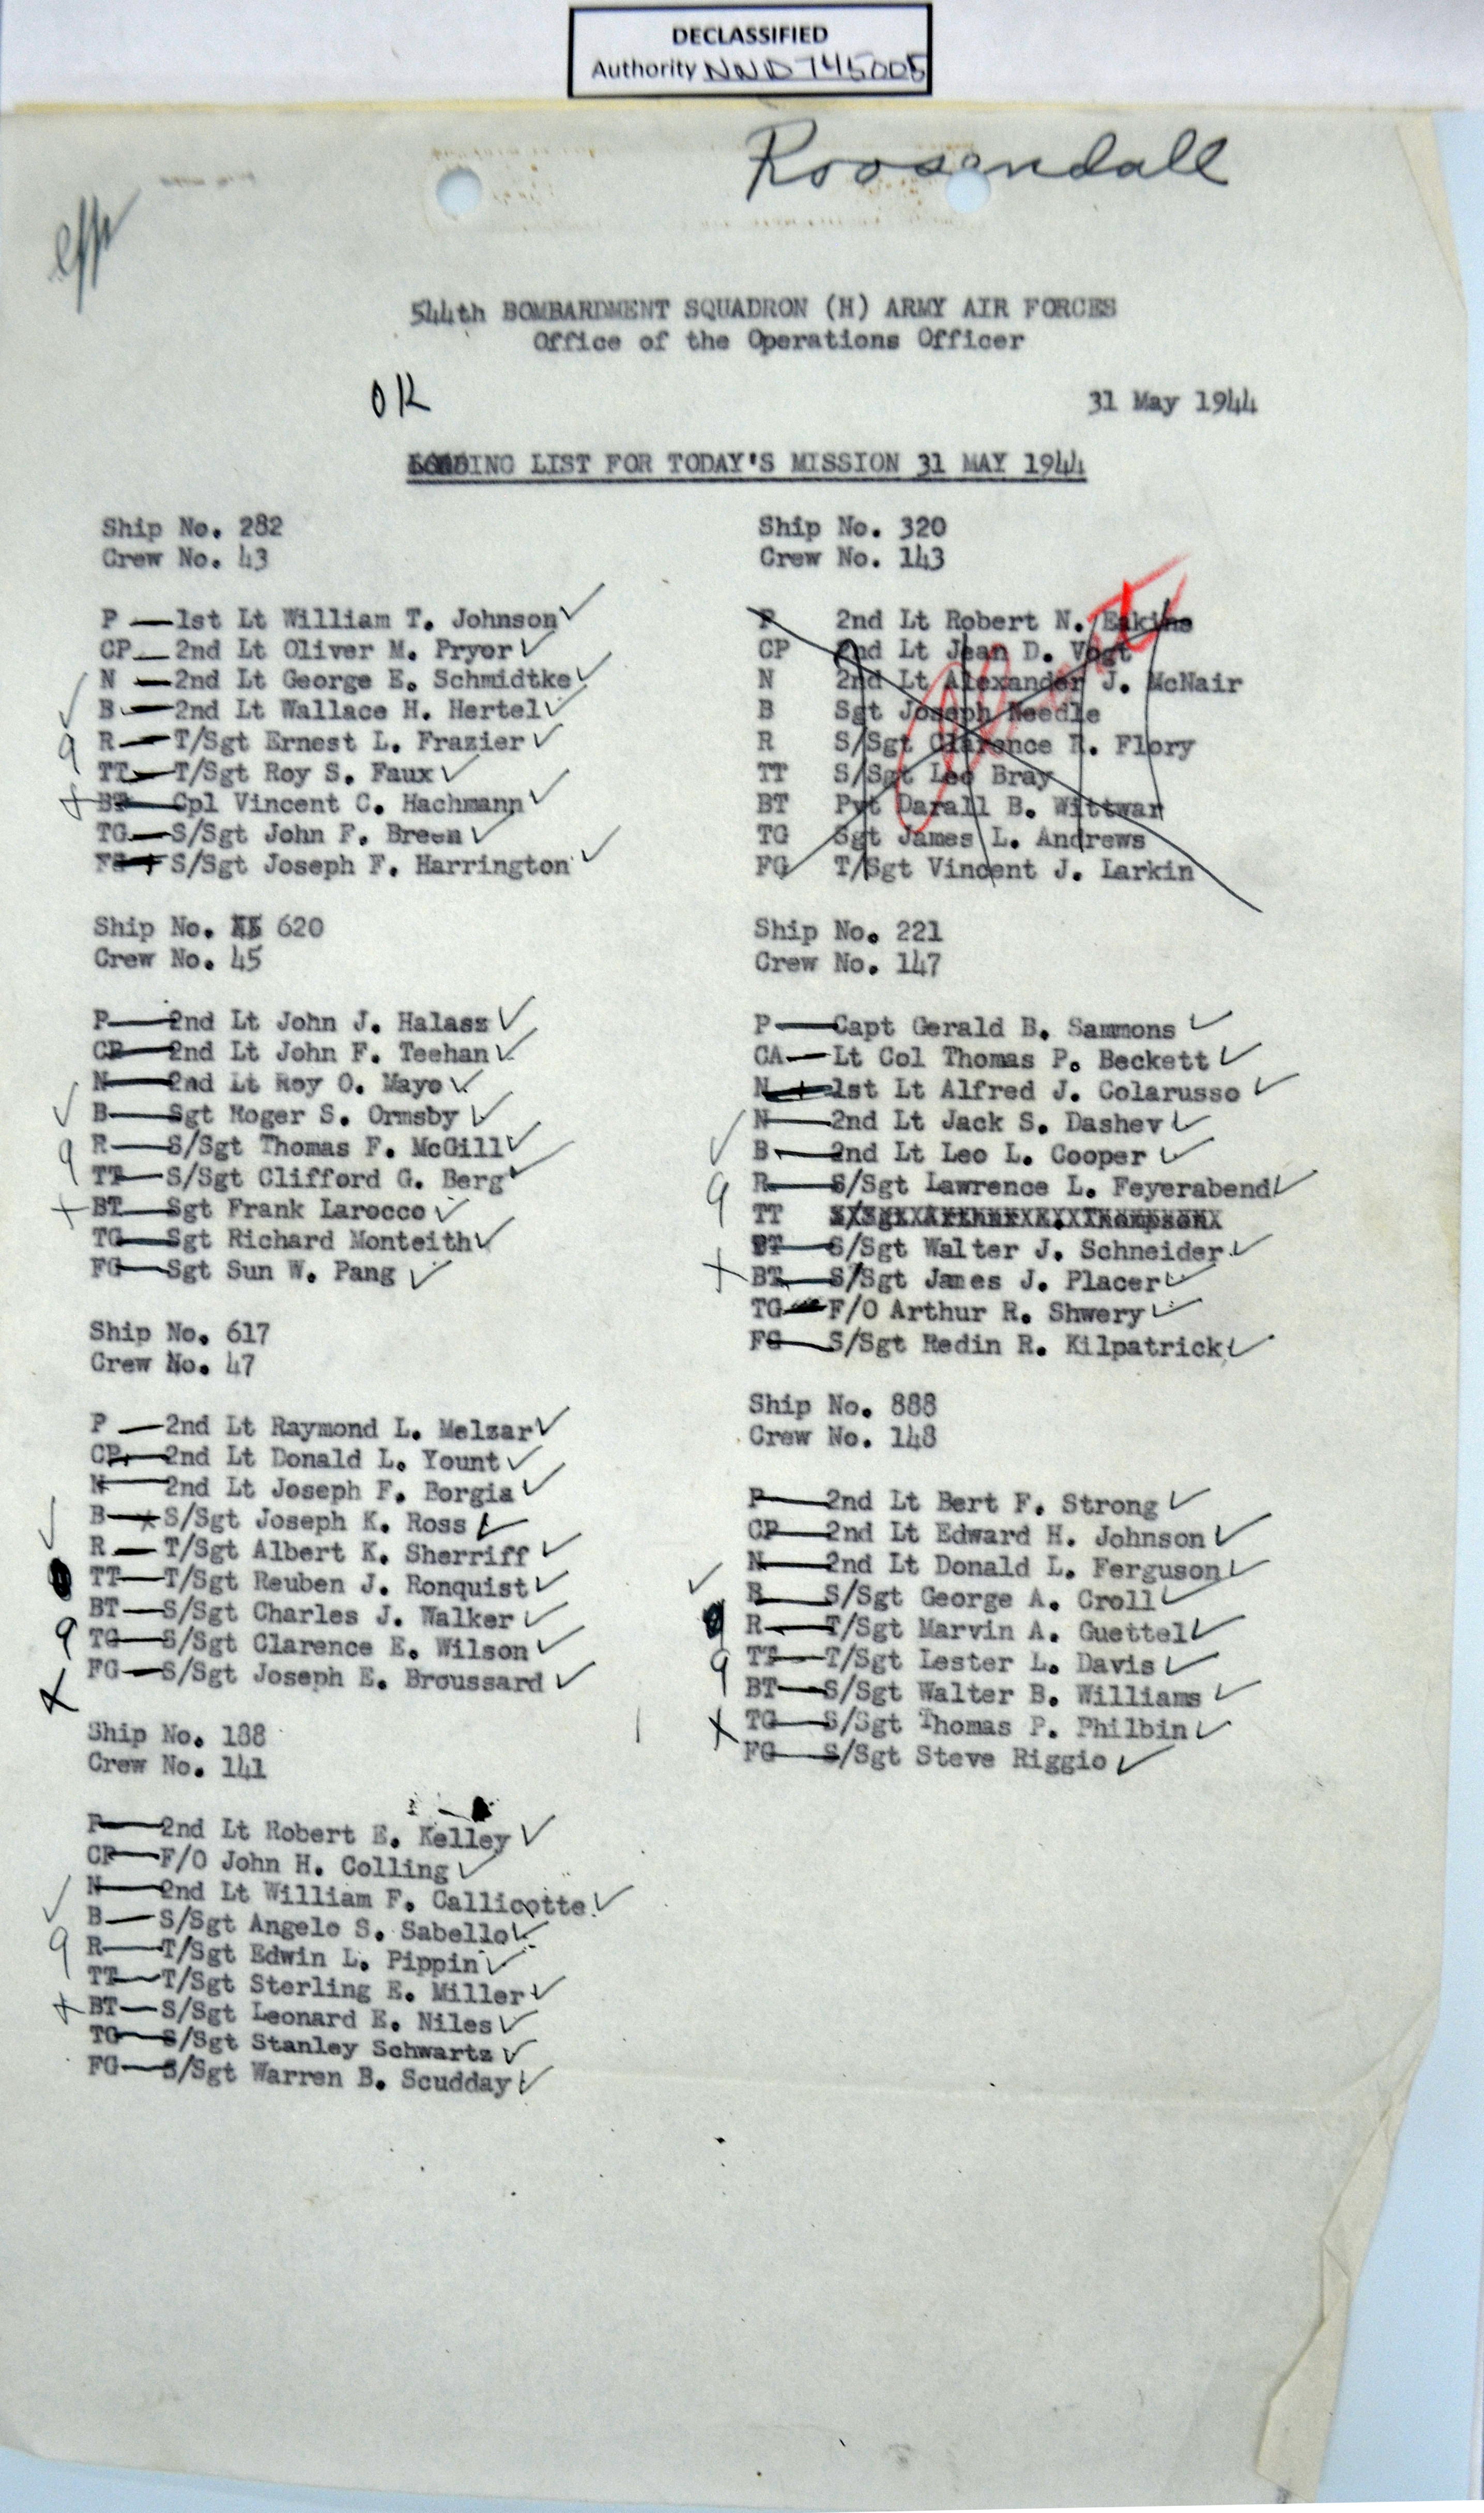 DECLASSIFIED
Authority NND 745005
Roosendall
544th BOMBARDMENT SQUADRON (H) ARMY AIR FORCES
Office of the Operations Officer
OK
31 May 1944
LOADING LIST FOR TODAY'S MISSION 31 MAY 1944
Ship No. 282
Crew No. 43
P 1st Lt William T. Johnson
CP 2nd Lt Oliver M. Pryor
N 2nd Lt George E. Schmidtke
B 2nd Lt Wallace H. Hertel
R T/Sgt Ernest L. Frazier
TT T/Sgt Roy S. Faux
BT Cpl Vincent C. Hachmann
TG S/Sgt John F. Breen
FG S/Sgt Joseph F. Harrington
Ship No. 620
Crew No. 45
P 2nd Lt John J. Halasz
CP 2nd Lt John F. Teehan
N 2nd Lt Roy O. Mayo
B Sgt Roger S. Ormsby
R S/Sgt Thomas F. McGill
TT S/Sgt Clifford G. Berg
BT Sgt Frank Larocco
TG Sgt Richard Monteith
FG Sgt Sun W. Pang
Ship No. 617
Crew No. 47
P 2nd Lt Raymond L. Melzar
CP 2nd Lt Donald L. Yount
N 2nd Lt Joseph F. Borgia
B S/Sgt Joseph K. Ross
R T/Sgt Albert K. Sherriff
TT T/Sgt Reuben J. Ronquist
BT S/Sgt Charles J. Walker
TG S/Sgt Clarence E. Wilson
FG S/Sgt Joseph E. Broussard
Ship No. 188
Crew No. 141
P 2nd Lt Robert E. Kelley
CP F/O John H. Colling
N 2nd Lt William F. Callicotte
B S/Sgt Angelo S. Sabello
R T/Sgt Edwin L. Pippin
TT T/Sgt Sterling E. Miller
BT S/Sgt Leonard E. Niles
TG S/Sgt Stanley Schwartz
FG S/Sgt Warren B. Scudday
Ship No. 320
Crew No. 143
P 2nd Lt Robert N. Eakins
CP 2nd Lt Jean D. Vogt
N 2nd Lt Alexander J. McNair
B Sgt Joseph Needle
R S/Sgt Clarence R. Flory
TT S/Sgt Leo Bray
BT Pvt Darall B. Wittwar
TG Sgt James L. Andrews
FG T/Sgt Vincent J. Larkin
Ship No. 221
Crew No. 147
P Capt Gerald B. Sammons
CA Lt Col Thomas P. Beckett
N 1st Lt Alfred J. Colarusso
N 2nd Lt Jack S. Dashev
B 2nd Lt Leo L. Cooper
R S/Sgt Lawrence L. Feyerabend
TT
S/Sgt Walter J. Schneider
BT S/Sgt James J. Placer
TG F/O Arthur R. Shwery
FG S/Sgt Redin R. Kilpatrick
Ship No. 888
Crew No. 148
P 2nd Lt Bert F. Strong
CP 2nd Lt Edward H. Johnson
N 2nd Lt Donald L. Ferguson
B S/Sgt George A. Croll
R T/Sgt Marvin A. Guettel
TT T/Sgt Lester L. Davis
BT S/Sgt Walter B. Williams
TG S/Sgt Thomas P. Philbin
FG S/Sgt Steve Riggio